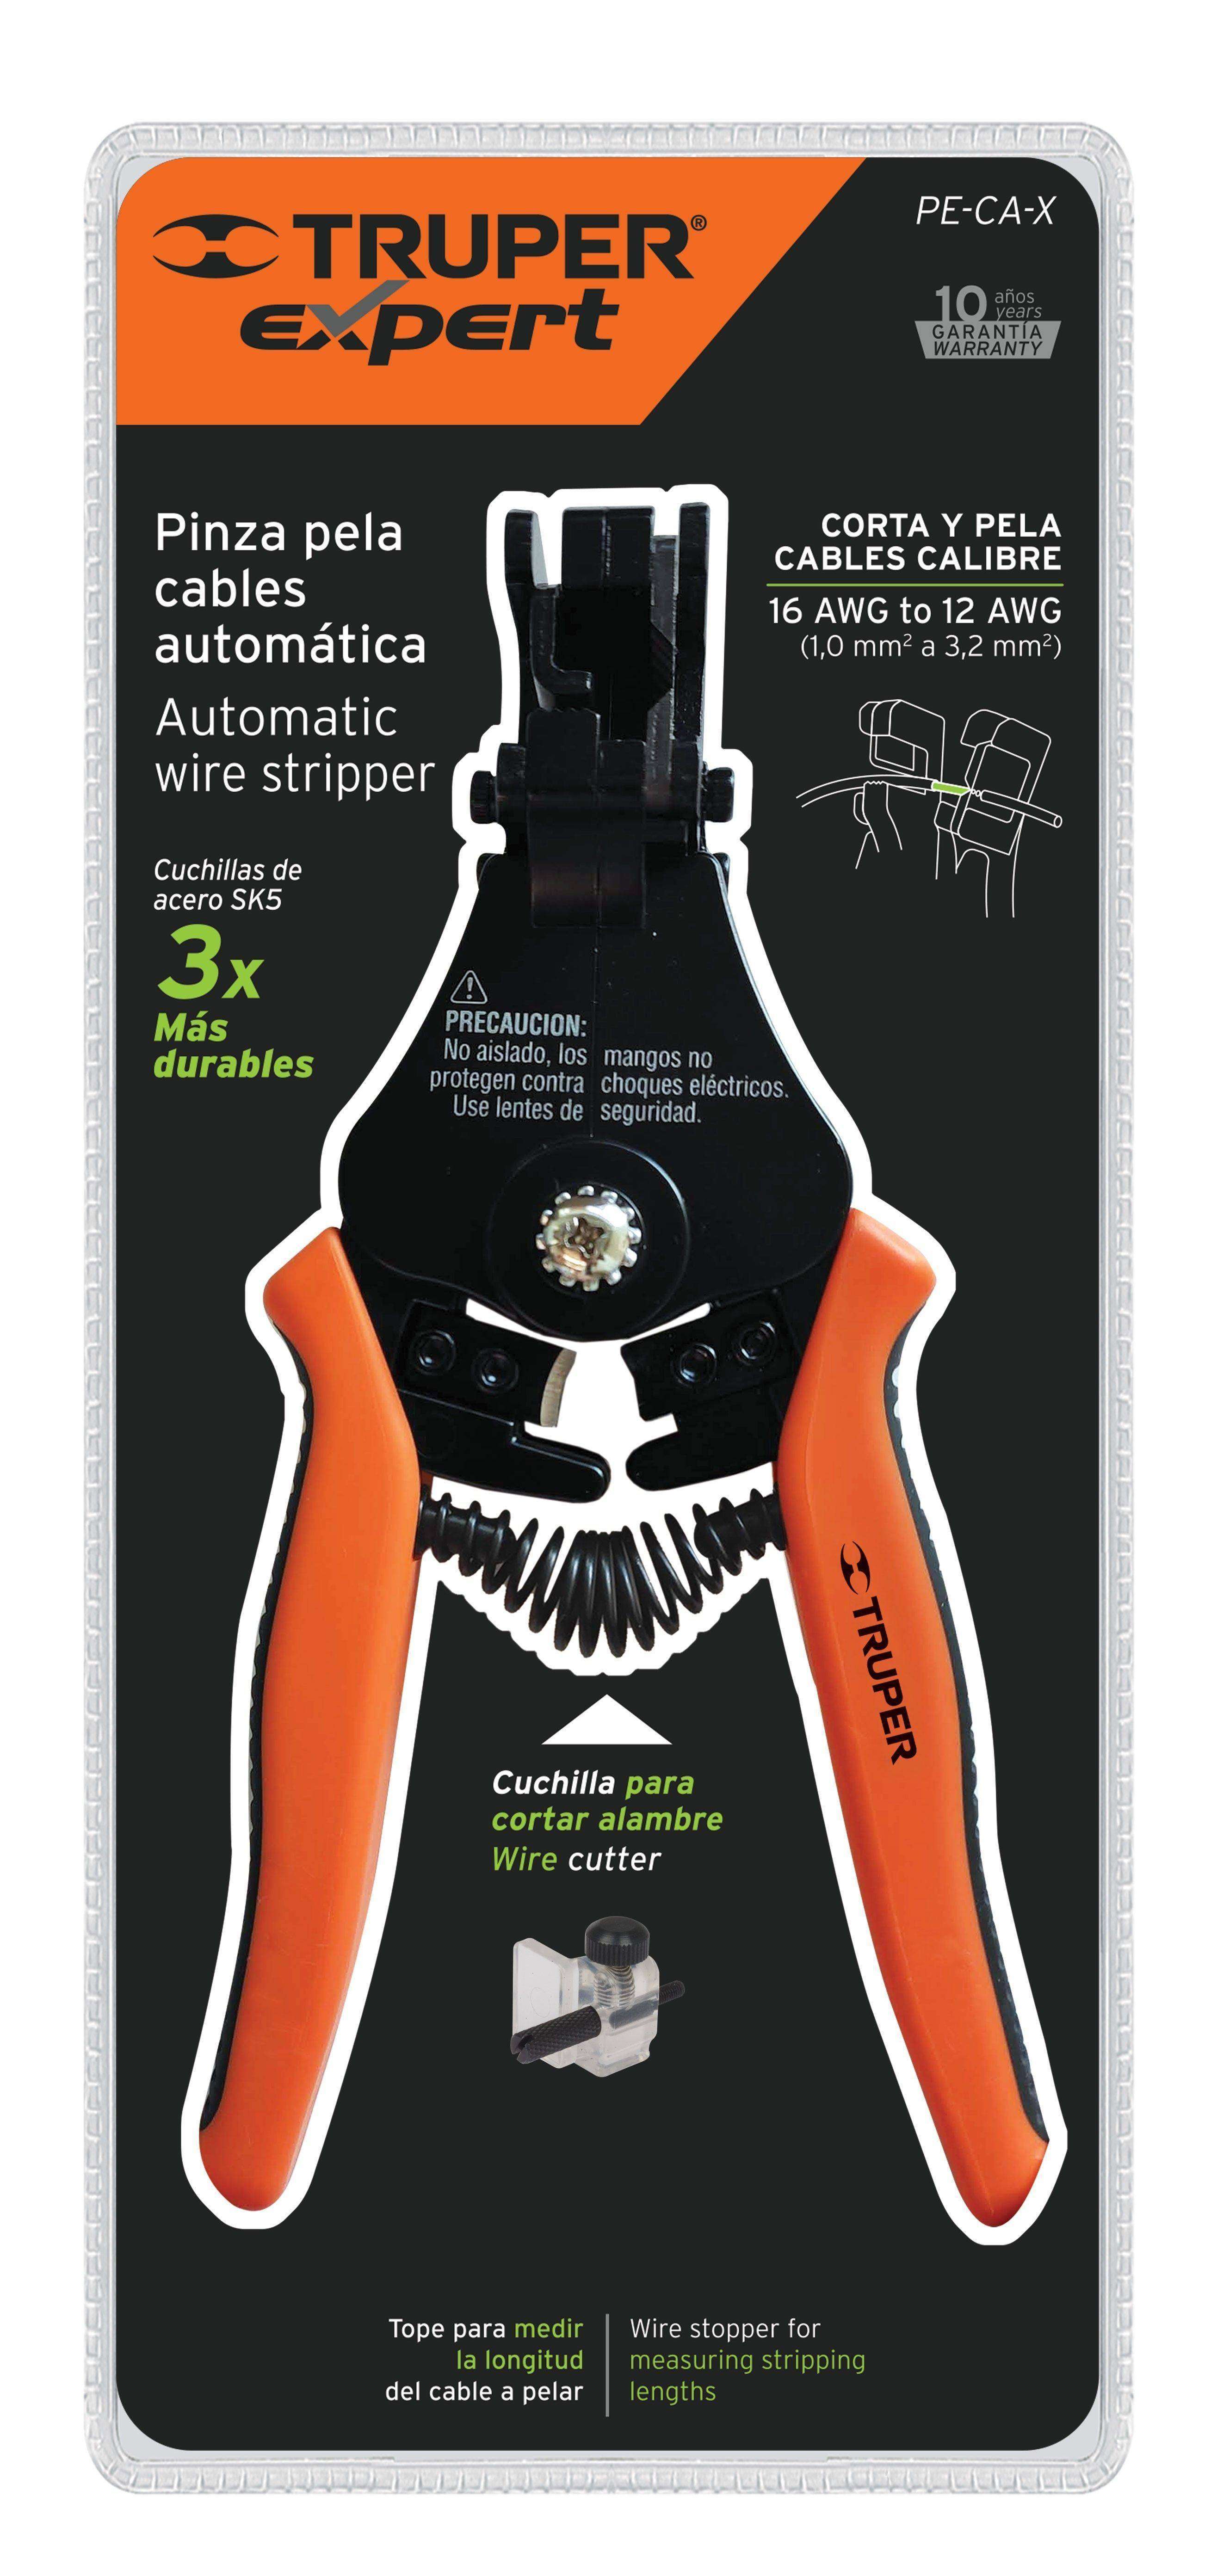 TRUPER®
expert
PE-CA-X
10 años
years
GARANTÍA
WARRANTY
Pinza pela
cables
automática
Automatic
wire stripper
CORTA Y PELA
CABLES CALIBRE
16 AWG to 12 AWG
(1,0 mm² a 3,2 mm²)
Cuchillas de
acero SK5
3x
Más
durables
PRECAUCION:
No aislado, los mangos no
protegen contra choques eléctricos.
Use lentes de seguridad.
TRUPER
Cuchilla para
cortar alambre
Wire cutter
Tope para medir
la longitud
del cable a pelar
Wire stopper for
measuring stripping
lengths